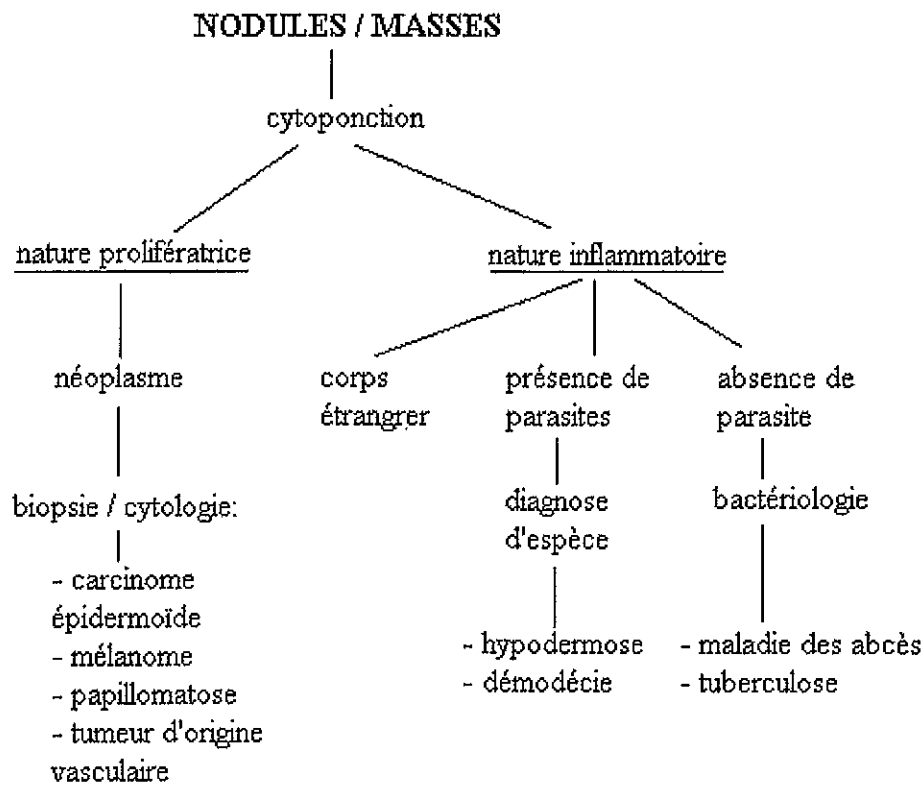 NODULES / MASSES
cytoponction
nature prolifératrice
nature inflammatoire
néoplasme
corps
étrangrer
présence de
parasites
absence de
parasite
biopsie / cytologie:
diagnose
d'espèce
bactériologie
- carcinome
épidermoïde
- mélanome
- papillomatose
- tumeur d'origine
vasculaire
- hypodermose
- démodécie
- maladie des abcès
- tuberculose